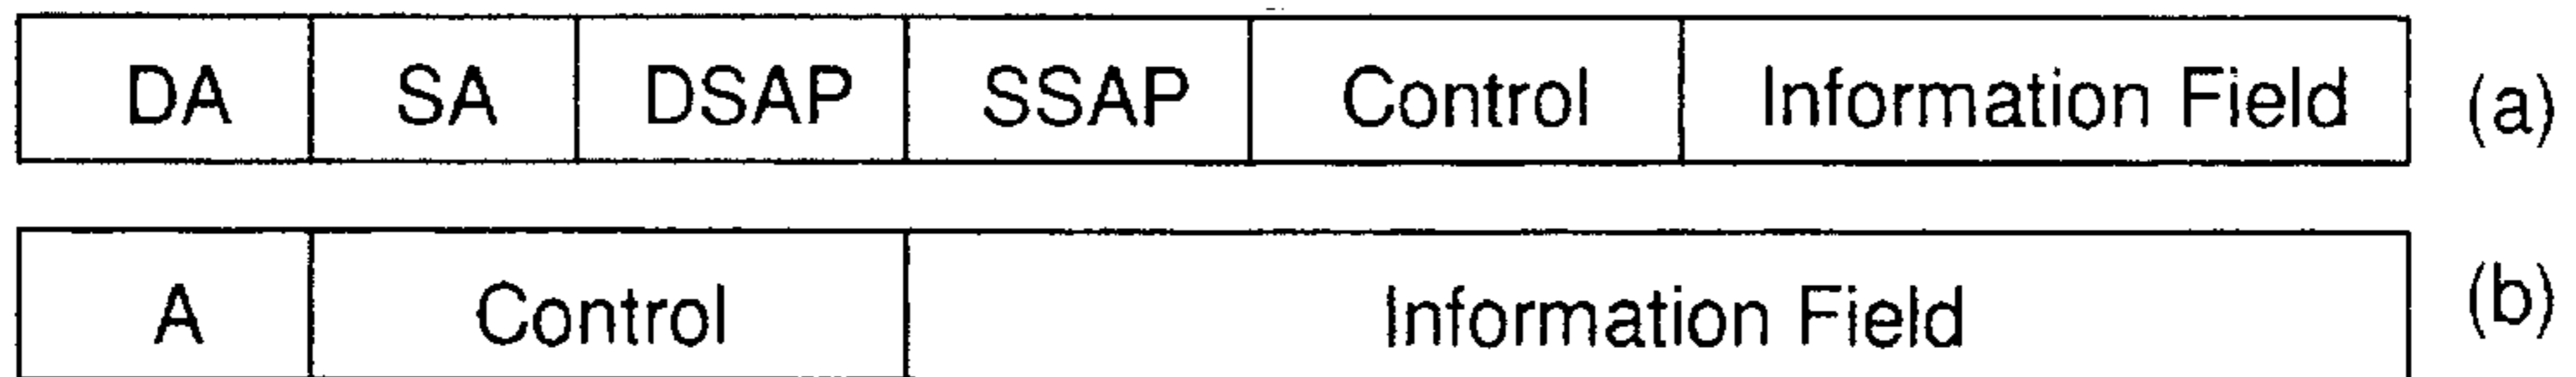 DA SA DSAP SSAP Control Information Field (a)
A Control Information Field (b)